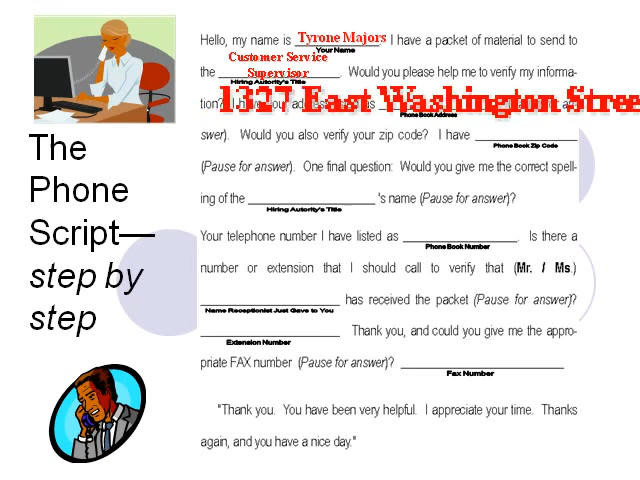 The
Phone
Script—
step by
step
Hello, my name is Tyrone Majors I have a packet of material to send to
Your Name
Customer Service
the Supervisor. Would you please help me to verify my informa-
Hiring Autority's Title
tion? I have your address as 1327 East Washington Stree
Phone Book Address
swer). Would you also verify your zip code? I have
Phone Book Zip Code
(Pause for answer). One final question: Would you give me the correct spell-
ing of the 's name (Pause for answer)?
Hiring Autority's Title
Your telephone number I have listed as . Is there a
Phone Book Number
number or extension that I should call to verify that (Mr. / Ms.)
has received the packet (Pause for answer)?
Name Receptionist Just Gave to You
Thank you, and could you give me the appro-
Extension Number
priate FAX number (Pause for answer)?
Fax Number
"Thank you. You have been very helpful. I appreciate your time. Thanks
again, and you have a nice day."